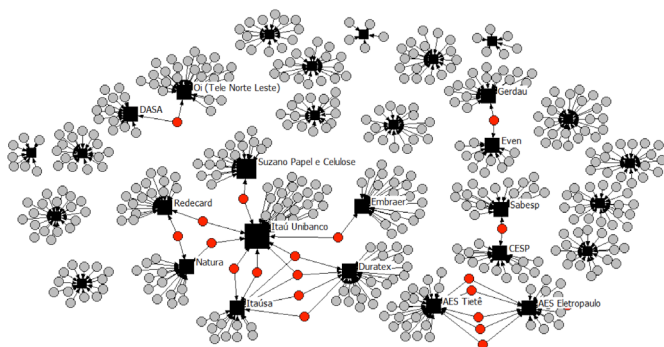 Oi (Tele Norte Leste)
DASA
Gerdau
Even
Suzano Papel e Celulose
Redecard
Itaú Unibanco
Embraer
Sabesp
Natura
Duratex
CESP
Itaúsa
AES Tietê
AES Eletropaulo